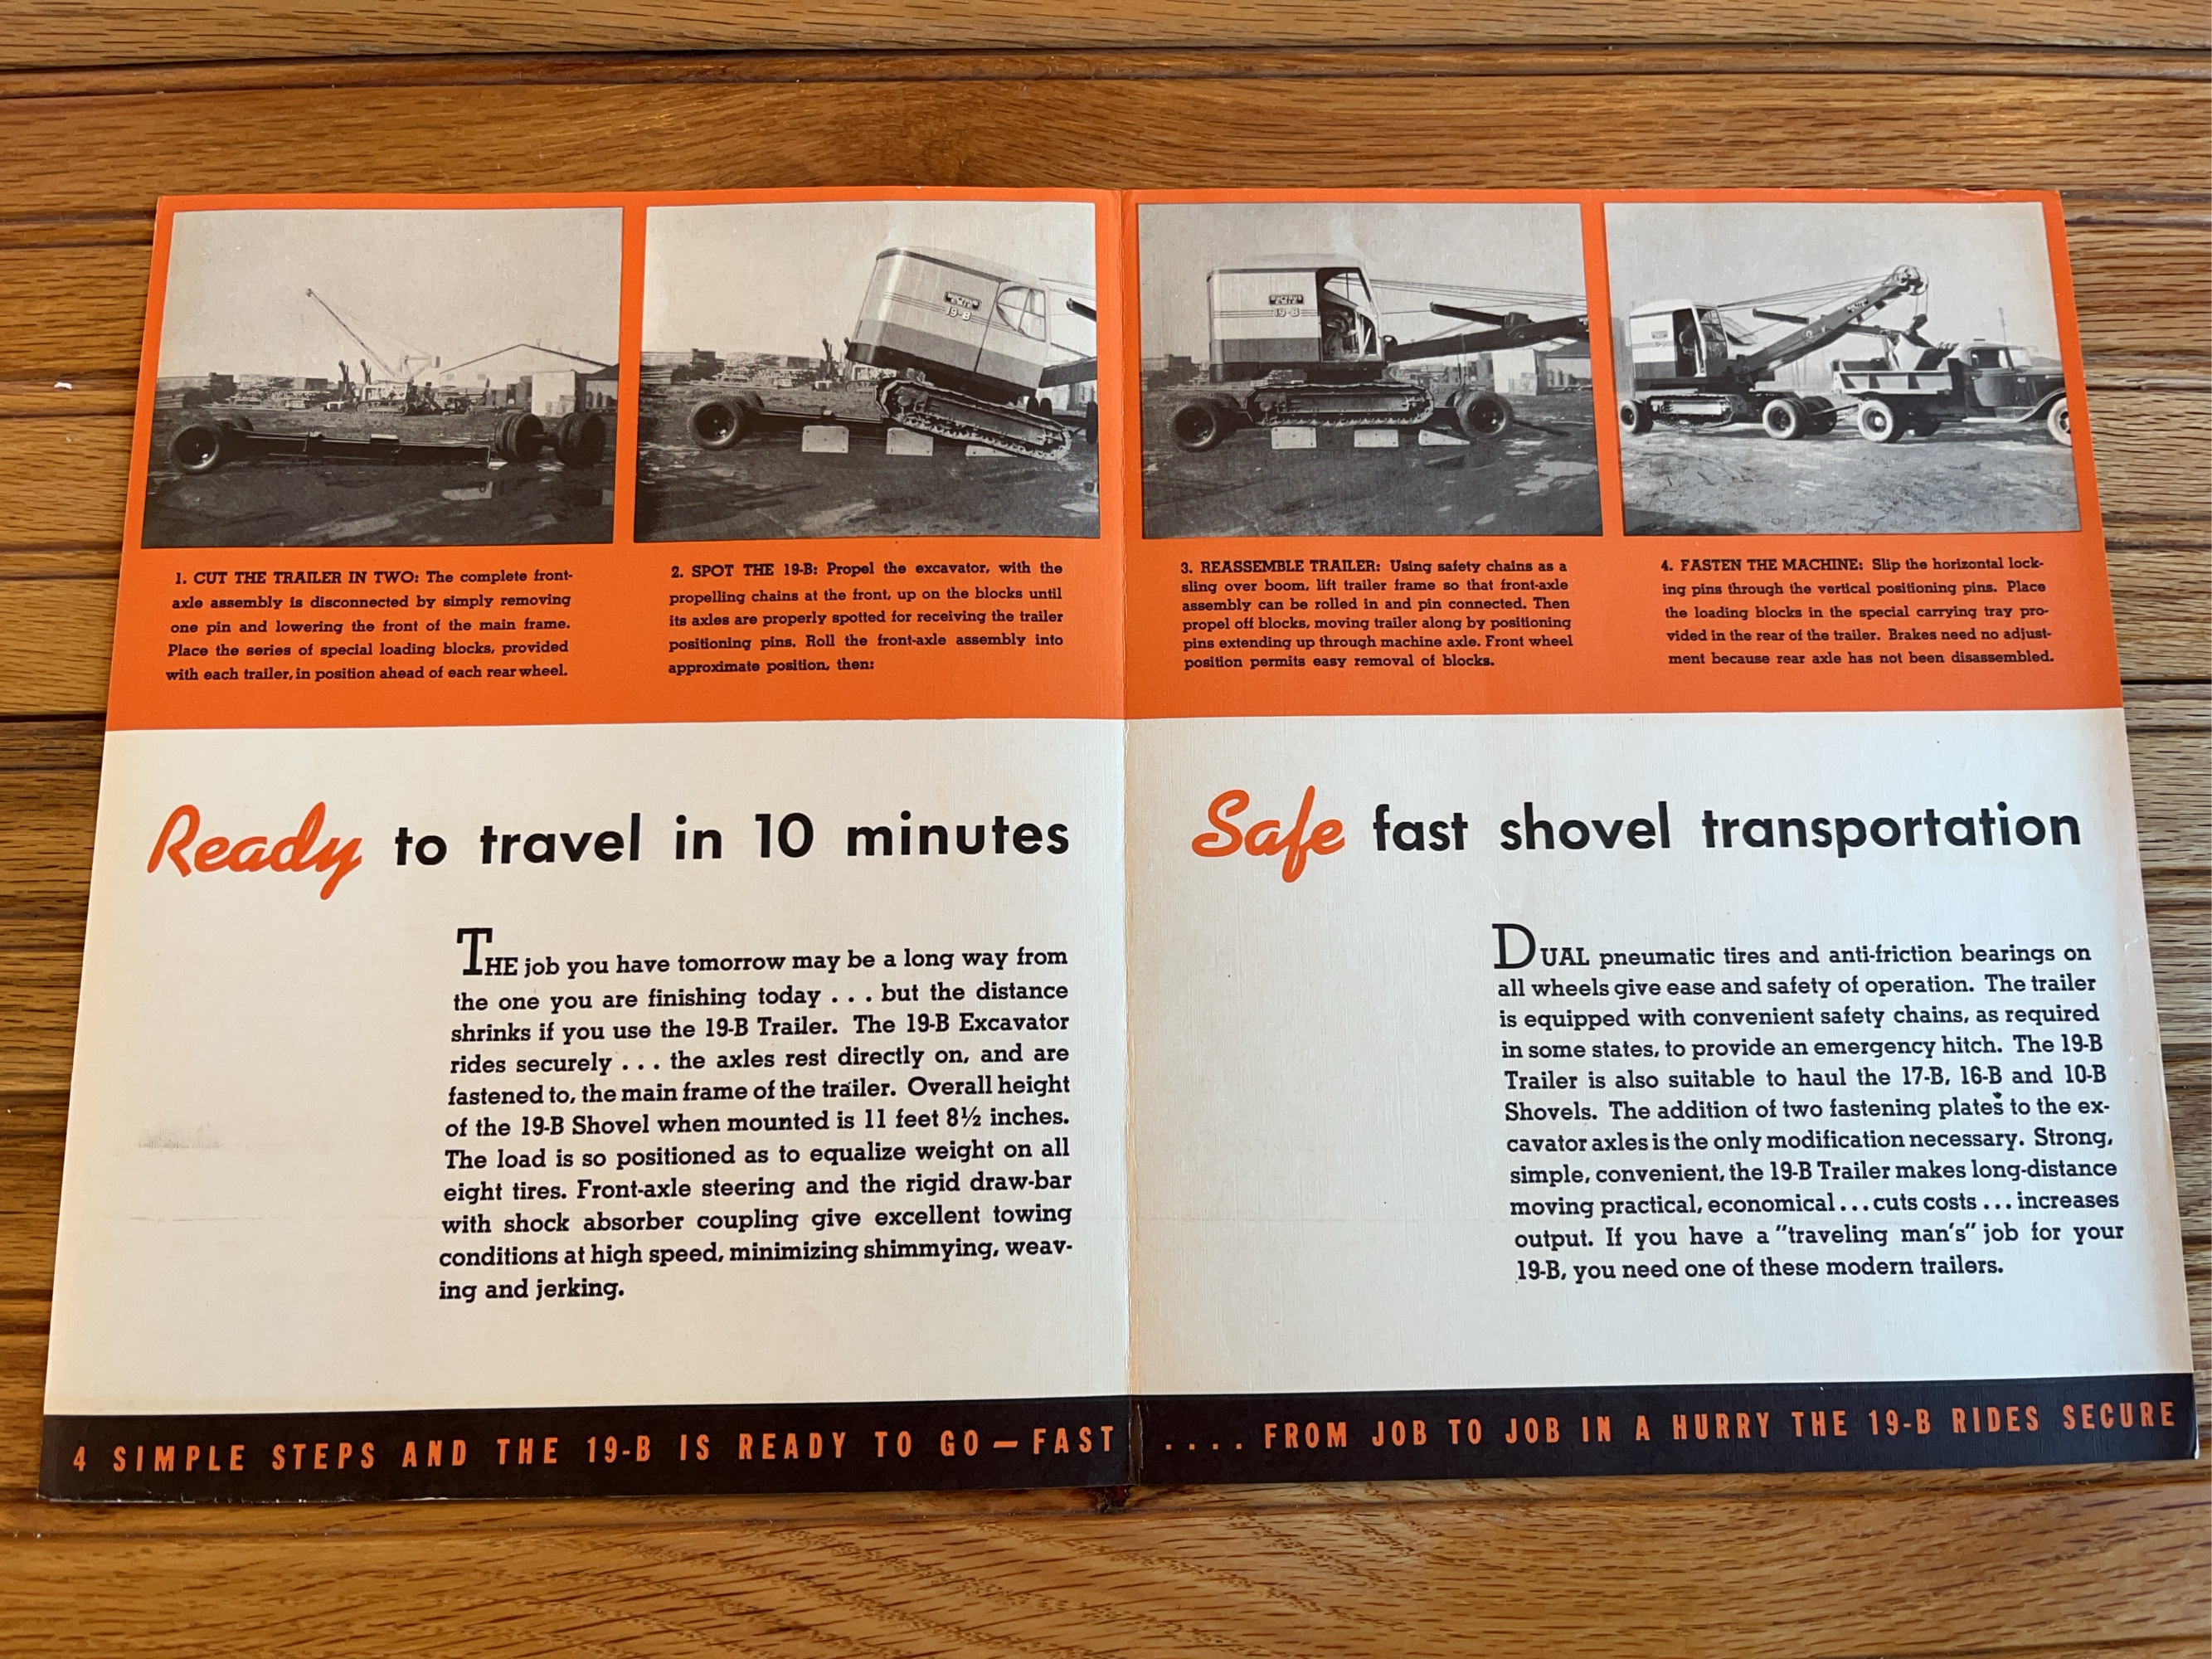 19-B
19-B
1. CUT THE TRAILER IN TWO: The complete front-
axle assembly is disconnected by simply removing
one pin and lowering the front of the main frame.
Place the series of special loading blocks, provided
with each trailer, in position ahead of each rear wheel.
2. SPOT THE 19-B: Propel the excavator, with the
propelling chains at the front, up on the blocks until
its axles are properly spotted for receiving the trailer
positioning pins. Roll the front-axle assembly into
approximate position, then:
3. REASSEMBLE TRAILER: Using safety chains as a
sling over boom, lift trailer frame so that front-axle
assembly can be rolled in and pin connected. Then
propel off blocks, moving trailer along by positioning
pins extending up through machine axle. Front wheel
position permits easy removal of blocks.
4. FASTEN THE MACHINE: Slip the horizontal lock-
ing pins through the vertical positioning pins. Place
the loading blocks in the special carrying tray pro-
vided in the rear of the trailer. Brakes need no adjust-
ment because rear axle has not been disassembled.
Ready to travel in 10 minutes
THE job you have tomorrow may be a long way from
the one you are finishing today . . . but the distance
shrinks if you use the 19-B Trailer. The 19-B Excavator
rides securely . . . the axles rest directly on, and are
fastened to, the main frame of the trailer. Overall height
of the 19-B Shovel when mounted is 11 feet 8½ inches.
The load is so positioned as to equalize weight on all
eight tires. Front-axle steering and the rigid draw-bar
with shock absorber coupling give excellent towing
conditions at high speed, minimizing shimmying, weav-
ing and jerking.
Safe fast shovel transportation
DUAL pneumatic tires and anti-friction bearings on
all wheels give ease and safety of operation. The trailer
is equipped with convenient safety chains, as required
in some states, to provide an emergency hitch. The 19-B
Trailer is also suitable to haul the 17-B, 16-B and 10-B
Shovels. The addition of two fastening plates to the ex-
cavator axles is the only modification necessary. Strong,
simple, convenient, the 19-B Trailer makes long-distance
moving practical, economical . . . cuts costs . . . increases
output. If you have a "traveling man's" job for your
19-B, you need one of these modern trailers.
4 SIMPLE STEPS AND THE 19-B IS READY TO GO — FAST
. . . . FROM JOB TO JOB IN A HURRY THE 19-B RIDES SECURE